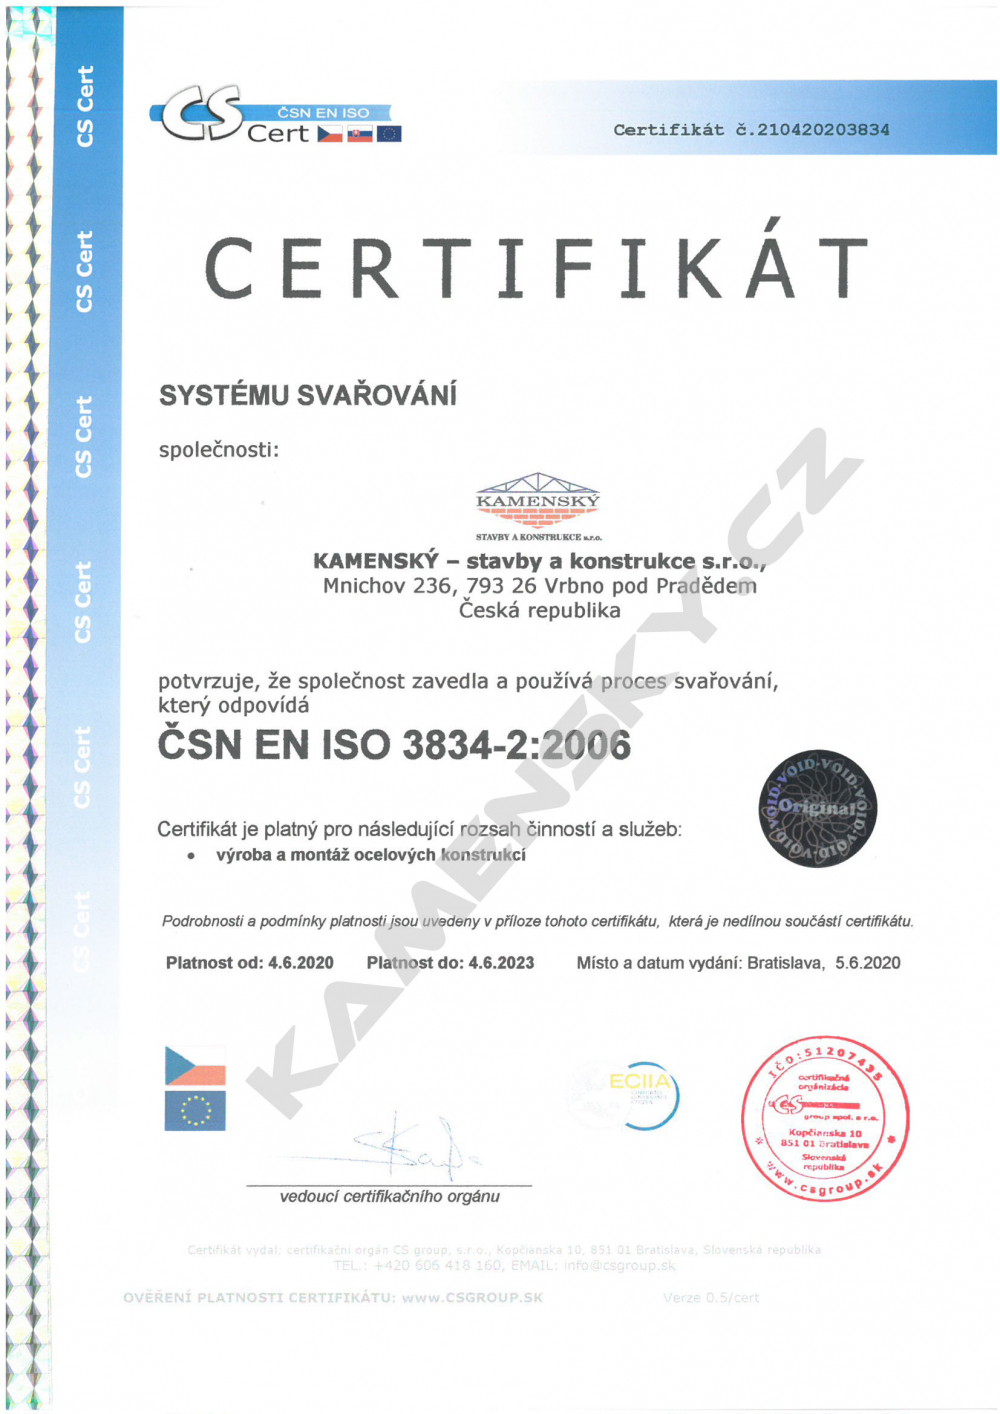 CS Cert
CS Cert
CS Cert
CS Cert
CS Cert
CS Cert
CS
ČSN EN ISO
Cert
Certifikát č.210420203834
CERTIFIKÁT
SYSTÉMU SVAŘOVÁNÍ
společnosti:
KAMENSKÝ
STAVBY A KONSTRUKCE s.r.o.
KAMENSKÝ – stavby a konstrukce s.r.o.,
Mnichov 236, 793 26 Vrbno pod Pradědem
Česká republika
potvrzuje, že společnost zavedla a používá proces svařování,
který odpovídá
ČSN EN ISO 3834-2:2006
VOID-VOID-VOID-VOID-VOID
Original
Certifikát je platný pro následující rozsah činností a služeb:
• výroba a montáž ocelových konstrukcí
Podrobnosti a podmínky platnosti jsou uvedeny v příloze tohoto certifikátu, která je nedílnou součástí certifikátu.
Platnost od: 4.6.2020 Platnost do: 4.6.2023 Místo a datum vydání: Bratislava, 5.6.2020
KAMENSKY.CZ
ECIIA
IČO:51207435
certifikačná
orgánizácia
CS
group spol. s r.o.
Kopčianska 10
851 01 Bratislava
Slovenská
republika
www.csgroup.sk
vedoucí certifikačního orgánu
Certifikát vydal: certifikační orgán CS group, s.r.o., Kopčianska 10, 851 01 Bratislava, Slovenská republika
TEL.: +420 606 418 160, EMAIL: info@csgroup.sk
OVĚŘENÍ PLATNOSTI CERTIFIKÁTU: www.CSGROUP.SK Verze 0.5/cert